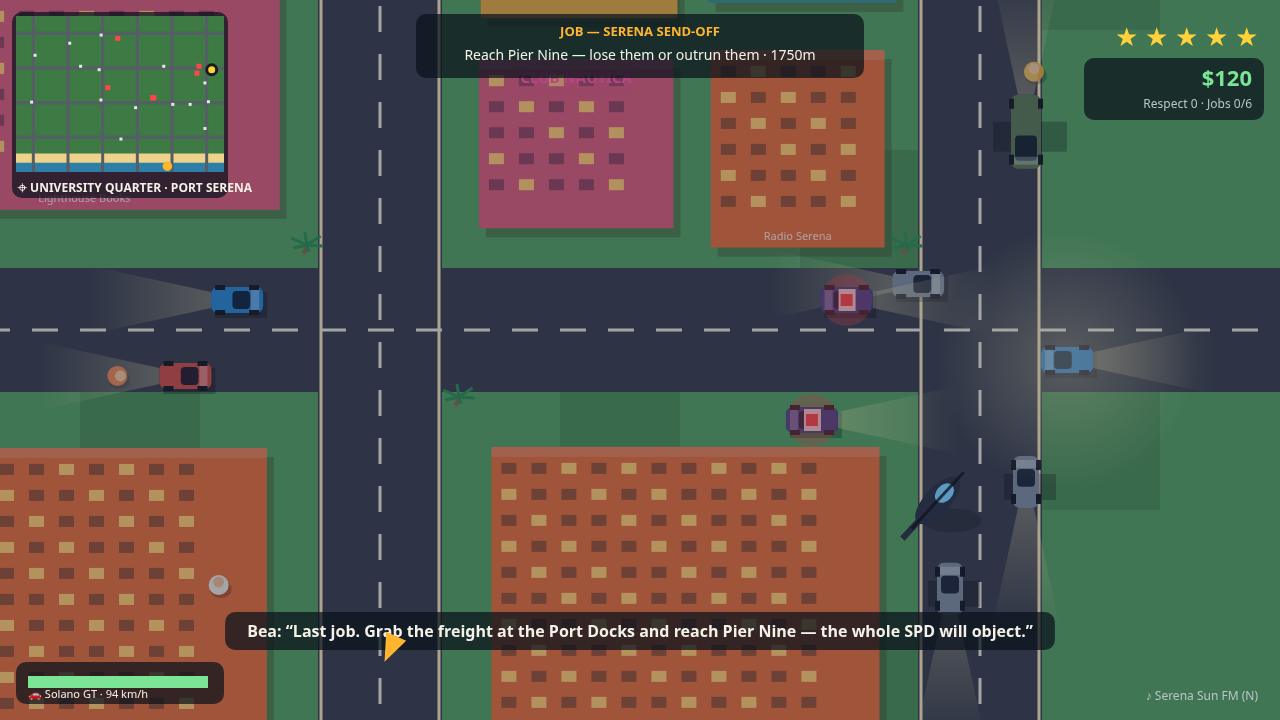 JOB — SERENA SEND-OFF
Reach Pier Nine — lose them or outrun them · 1750m
$120
Respect 0 · Jobs 0/6
CLUB NAUTICA
⌖ UNIVERSITY QUARTER · PORT SERENA
Lighthouse Books
Radio Serena
Bea: “Last job. Grab the freight at the Port Docks and reach Pier Nine — the whole SPD will object.”
🚗 Solano GT · 94 km/h
♪ Serena Sun FM (N)